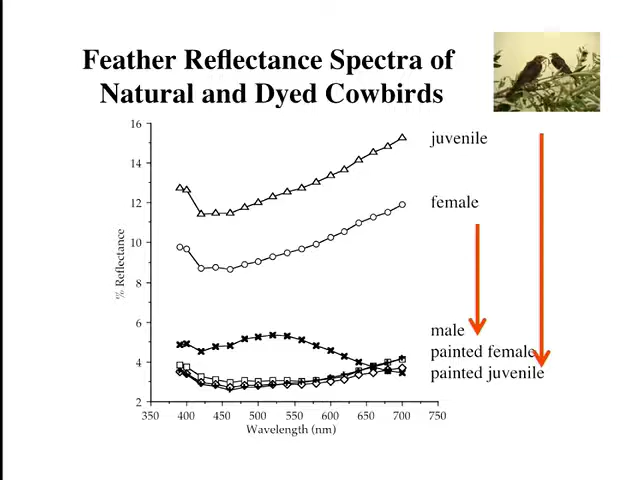 Feather Reflectance Spectra of
Natural and Dyed Cowbirds
16
14
12
10
8
6
4
2
% Reflectance
350 400 450 500 550 600 650 700 750
Wavelength (nm)
juvenile
female
male
painted female
painted juvenile